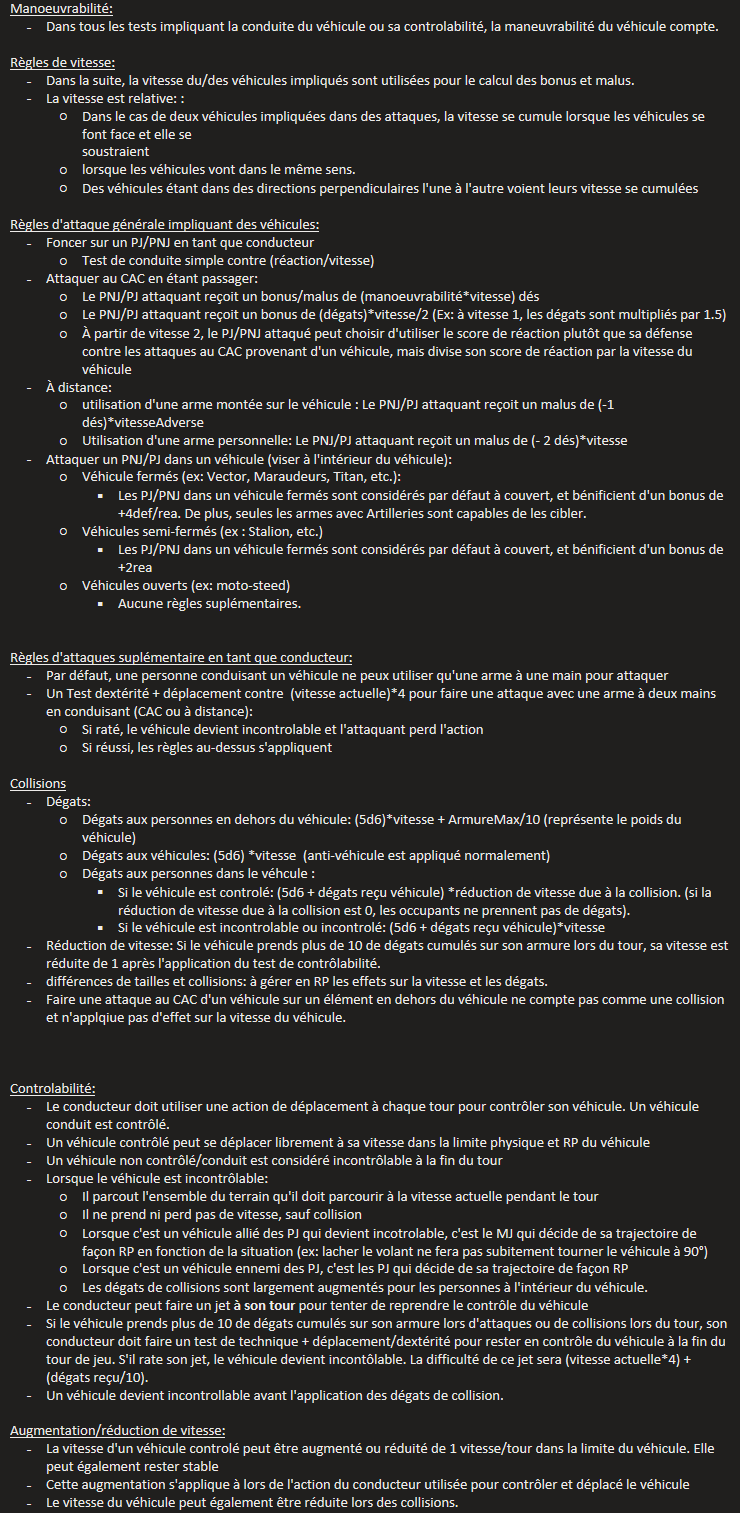 Manoeuvrabilité:
- Dans tous les tests impliquant la conduite du véhicule ou sa controlabilité, la maneuvrabilité du véhicule compte.
Règles de vitesse:
- Dans la suite, la vitesse du/des véhicules impliqués sont utilisées pour le calcul des bonus et malus.
- La vitesse est relative: :
o Dans le cas de deux véhicules impliquées dans des attaques, la vitesse se cumule lorsque les véhicules se
font face et elle se
soustraient
o lorsque les véhicules vont dans le même sens.
o Des véhicules étant dans des directions perpendiculaires l'une à l'autre voient leurs vitesse se cumulées
Règles d'attaque générale impliquant des véhicules:
- Foncer sur un PJ/PNJ en tant que conducteur
o Test de conduite simple contre (réaction/vitesse)
- Attaquer au CAC en étant passager:
o Le PNJ/PJ attaquant reçoit un bonus/malus de (manoeuvrabilité*vitesse) dés
o Le PNJ/PJ attaquant reçoit un bonus de (dégats)*vitesse/2 (Ex: à vitesse 1, les dégats sont multipliés par 1.5)
o À partir de vitesse 2, le PJ/PNJ attaqué peut choisir d'utiliser le score de réaction plutôt que sa défense
contre les attaques au CAC provenant d'un véhicule, mais divise son score de réaction par la vitesse du
véhicule
- À distance:
o utilisation d'une arme montée sur le véhicule : Le PNJ/PJ attaquant reçoit un malus de (-1
dés)*vitesseAdverse
o Utilisation d'une arme personnelle: Le PNJ/PJ attaquant reçoit un malus de (- 2 dés)*vitesse
- Attaquer un PNJ/PJ dans un véhicule (viser à l'intérieur du véhicule):
o Véhicule fermés (ex: Vector, Maraudeurs, Titan, etc.):
▪ Les PJ/PNJ dans un véhicule fermés sont considérés par défaut à couvert, et bénificient d'un bonus de
+4def/rea. De plus, seules les armes avec Artilleries sont capables de les cibler.
o Véhicules semi-fermés (ex : Stalion, etc.)
▪ Les PJ/PNJ dans un véhicule fermés sont considérés par défaut à couvert, et bénificient d'un bonus de
+2rea
o Véhicules ouverts (ex: moto-steed)
▪ Aucune règles suplémentaires.
Règles d'attaques suplémentaire en tant que conducteur:
- Par défaut, une personne conduisant un véhicule ne peux utiliser qu'une arme à une main pour attaquer
- Un Test dextérité + déplacement contre (vitesse actuelle)*4 pour faire une attaque avec une arme à deux mains
en conduisant (CAC ou à distance):
o Si raté, le véhicule devient incontrolable et l'attaquant perd l'action
o Si réussi, les règles au-dessus s'appliquent
Collisions
- Dégats:
o Dégats aux personnes en dehors du véhicule: (5d6)*vitesse + ArmureMax/10 (représente le poids du
véhicule)
o Dégats aux véhicules: (5d6) *vitesse (anti-véhicule est appliqué normalement)
o Dégats aux personnes dans le véhcule :
▪ Si le véhicule est controlé: (5d6 + dégats reçu véhicule) *réduction de vitesse due à la collision. (si la
réduction de vitesse due à la collision est 0, les occupants ne prennent pas de dégats).
▪ Si le véhicule est incontrolable ou incontrolé: (5d6 + dégats reçu véhicule)*vitesse
- Réduction de vitesse: Si le véhicule prends plus de 10 de dégats cumulés sur son armure lors du tour, sa vitesse est
réduite de 1 après l'application du test de contrôlabilité.
- différences de tailles et collisions: à gérer en RP les effets sur la vitesse et les dégats.
- Faire une attaque au CAC d'un véhicule sur un élément en dehors du véhicule ne compte pas comme une collision
et n'applqiue pas d'effet sur la vitesse du véhicule.
Controlabilité:
- Le conducteur doit utiliser une action de déplacement à chaque tour pour contrôler son véhicule. Un véhicule
conduit est contrôlé.
- Un véhicule contrôlé peut se déplacer librement à sa vitesse dans la limite physique et RP du véhicule
- Un véhicule non contrôlé/conduit est considéré incontrôlable à la fin du tour
- Lorsque le véhicule est incontrôlable:
o Il parcout l'ensemble du terrain qu'il doit parcourir à la vitesse actuelle pendant le tour
o Il ne prend ni perd pas de vitesse, sauf collision
o Lorsque c'est un véhicule allié des PJ qui devient incotrolable, c'est le MJ qui décide de sa trajectoire de
façon RP en fonction de la situation (ex: lacher le volant ne fera pas subitement tourner le véhicule à 90°)
o Lorsque c'est un véhicule ennemi des PJ, c'est les PJ qui décide de sa trajectoire de façon RP
o Les dégats de collisions sont largement augmentés pour les personnes à l'intérieur du véhicule.
- Le conducteur peut faire un jet à son tour pour tenter de reprendre le contrôle du véhicule
- Si le véhicule prends plus de 10 de dégats cumulés sur son armure lors d'attaques ou de collisions lors du tour, son
conducteur doit faire un test de technique + déplacement/dextérité pour rester en contrôle du véhicule à la fin du
tour de jeu. S'il rate son jet, le véhicule devient incontôlable. La difficulté de ce jet sera (vitesse actuelle*4) +
(dégats reçu/10).
- Un véhicule devient incontrollable avant l'application des dégats de collision.
Augmentation/réduction de vitesse:
- La vitesse d'un véhicule controlé peut être augmenté ou réduité de 1 vitesse/tour dans la limite du véhicule. Elle
peut également rester stable
- Cette augmentation s'applique à lors de l'action du conducteur utilisée pour contrôler et déplacé le véhicule
- Le vitesse du véhicule peut également être réduite lors des collisions.